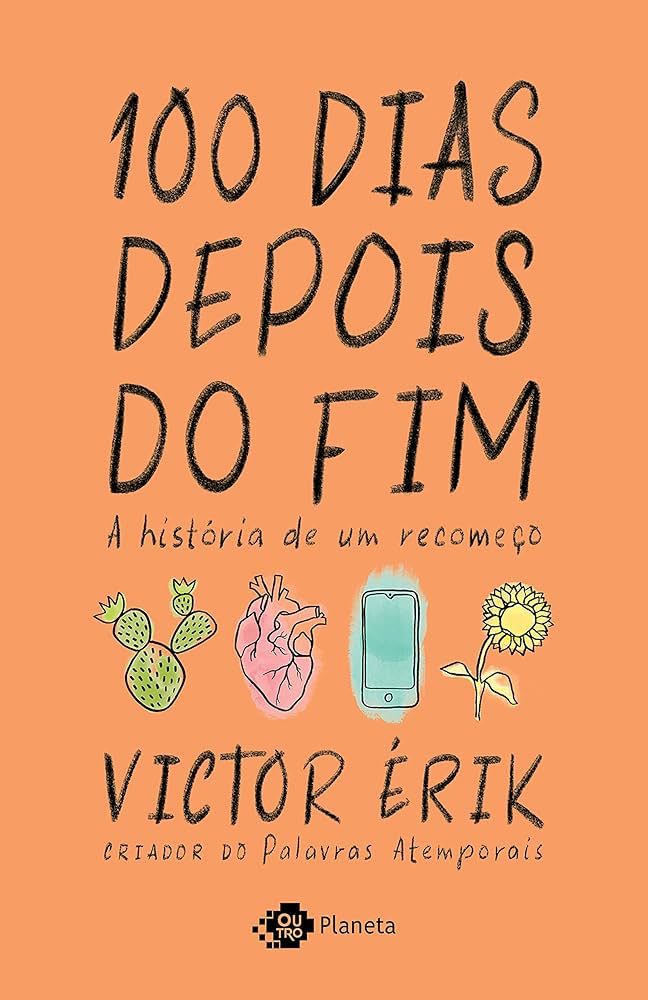 100 DIAS
DEPOIS
DO FIM
A história de um recomeço
VICTOR ÉRIK
CRIADOR DO Palavras Atemporais
OU
TRO
Planeta